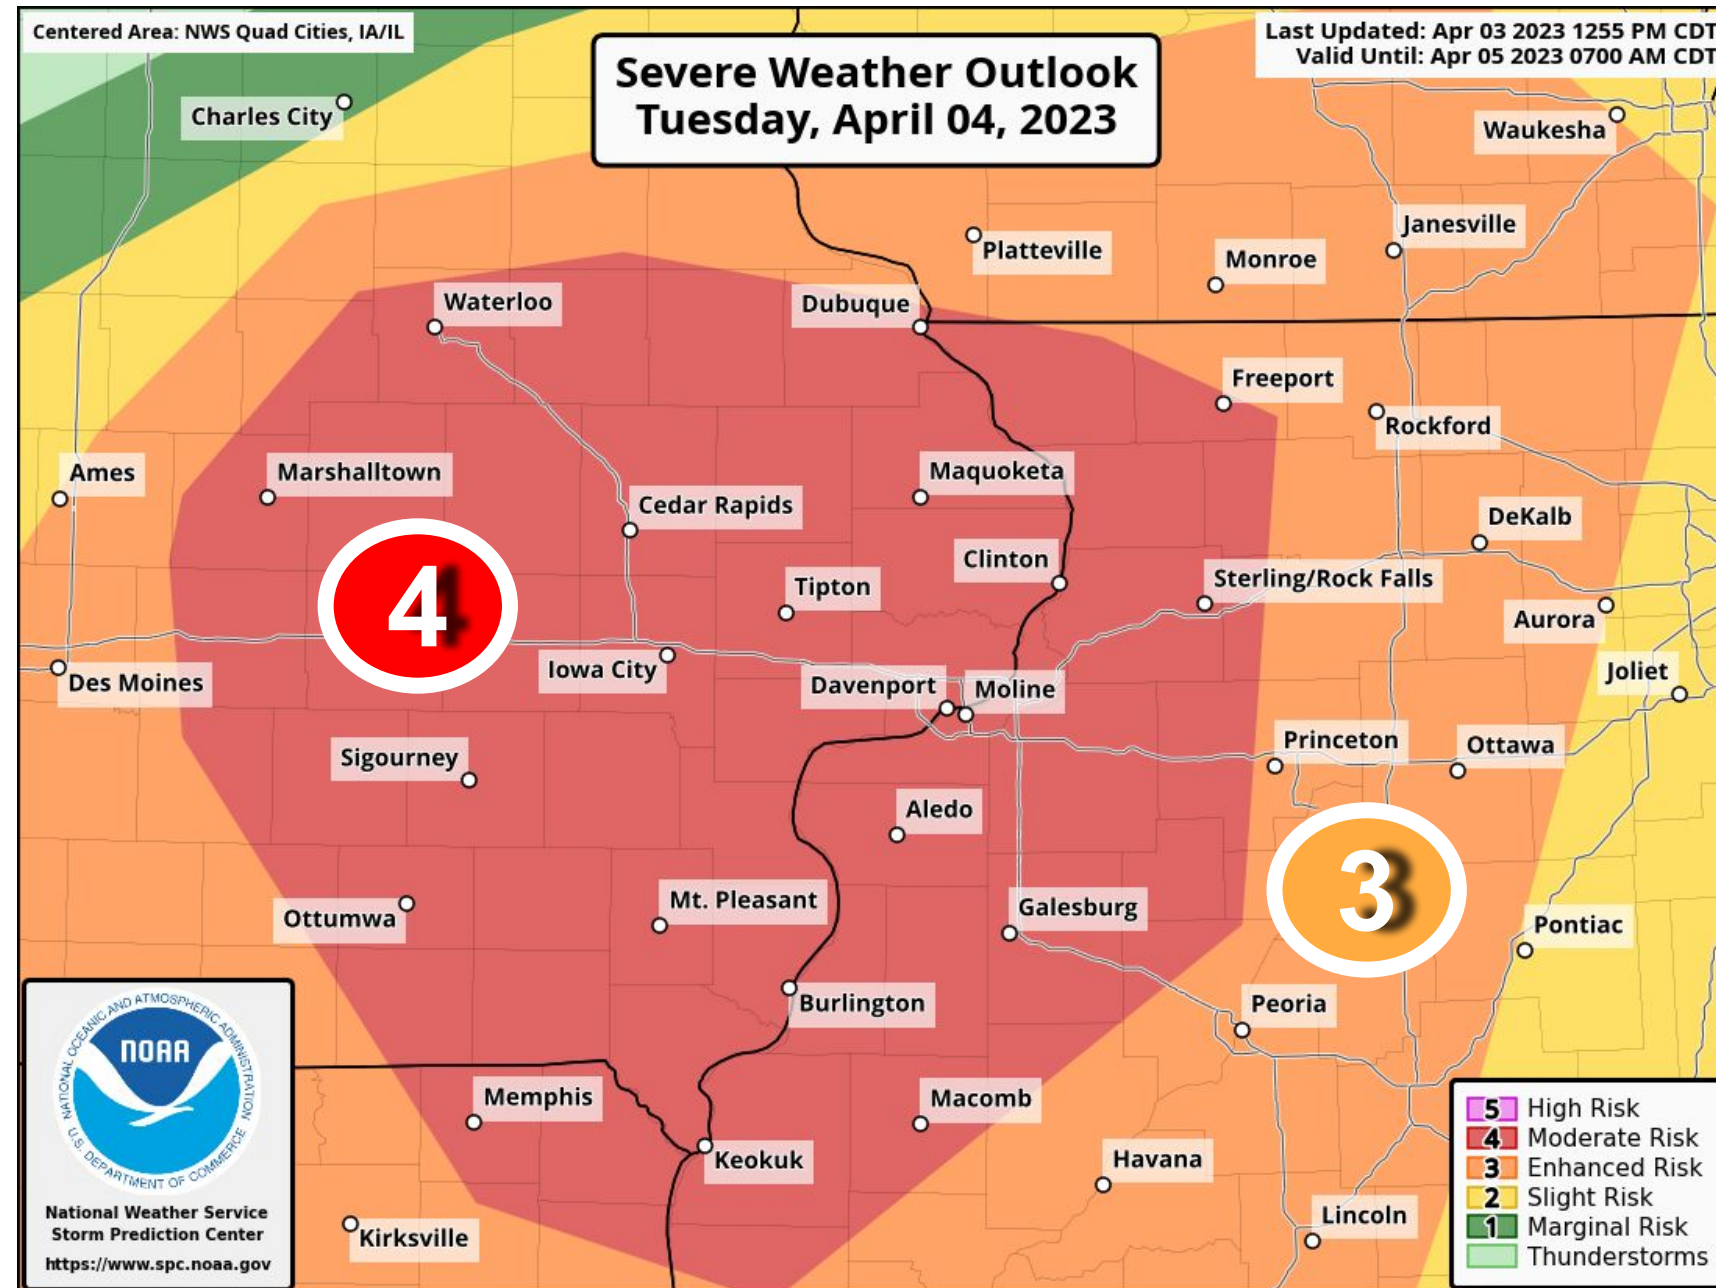 Centered Area: NWS Quad Cities, IA/IL
Last Updated: Apr 03 2023 1255 PM CDT
Valid Until: Apr 05 2023 0700 AM CDT
Severe Weather Outlook
Tuesday, April 04, 2023
Charles City
Waukesha
Janesville
Platteville
Monroe
Waterloo
Dubuque
Freeport
Rockford
Ames
Marshalltown
Maquoketa
Cedar Rapids
DeKalb
Clinton
Sterling/Rock Falls
Tipton
4
Aurora
Iowa City
Joliet
Des Moines
Davenport
Moline
Princeton
Ottawa
Sigourney
Aledo
3
Mt. Pleasant
Galesburg
Ottumwa
Pontiac
Burlington
Peoria
Memphis
Macomb
Keokuk
Havana
Lincoln
Kirksville
NATIONAL OCEANIC AND ATMOSPHERIC ADMINISTRATION
NOAA
U.S. DEPARTMENT OF COMMERCE
National Weather Service
Storm Prediction Center
https://www.spc.noaa.gov
5 High Risk
4 Moderate Risk
3 Enhanced Risk
2 Slight Risk
1 Marginal Risk
Thunderstorms